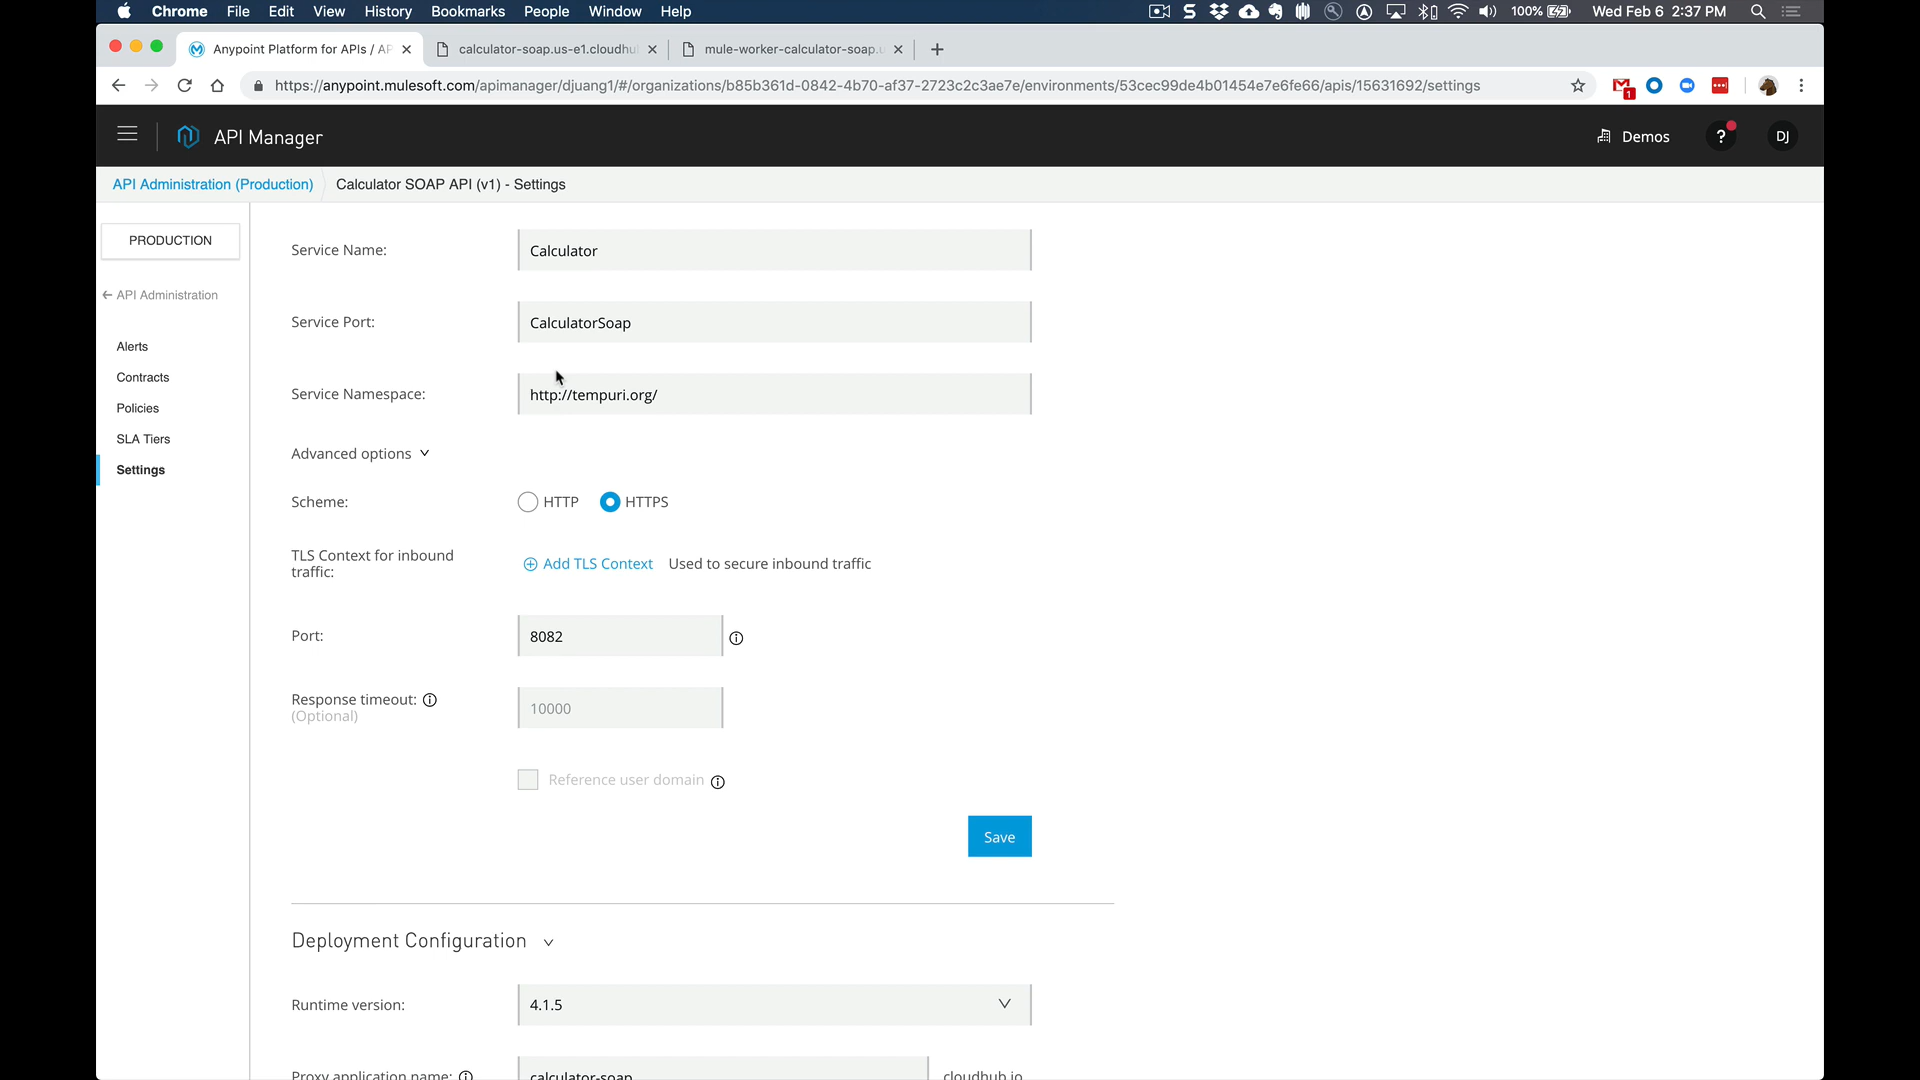 Chrome File Edit View History Bookmarks People Window Help 100% Wed Feb 6 2:37 PM
Anypoint Platform for APIs / AP calculator-soap.us-e1.cloudhu mule-worker-calculator-soap.u
https://anypoint.mulesoft.com/apimanager/djuang1/#/organizations/b85b361d-0842-4b70-af37-2723c2c3ae7e/environments/53cec99de4b01454e7e6fe66/apis/15631692/settings 1
API Manager Demos ? DJ
API Administration (Production) Calculator SOAP API (v1) - Settings
PRODUCTION
API Administration
Alerts
Contracts
Policies
SLA Tiers
Settings
Service Name: Calculator
Service Port: CalculatorSoap
Service Namespace: http://tempuri.org/
Advanced options
Scheme: HTTP HTTPS
TLS Context for inbound
traffic: Add TLS Context Used to secure inbound traffic
Port: 8082
Response timeout: 10000
(Optional)
Reference user domain
Save
Deployment Configuration
Runtime version: 4.1.5
Proxy application name: calculator-soap .cloudhub.io